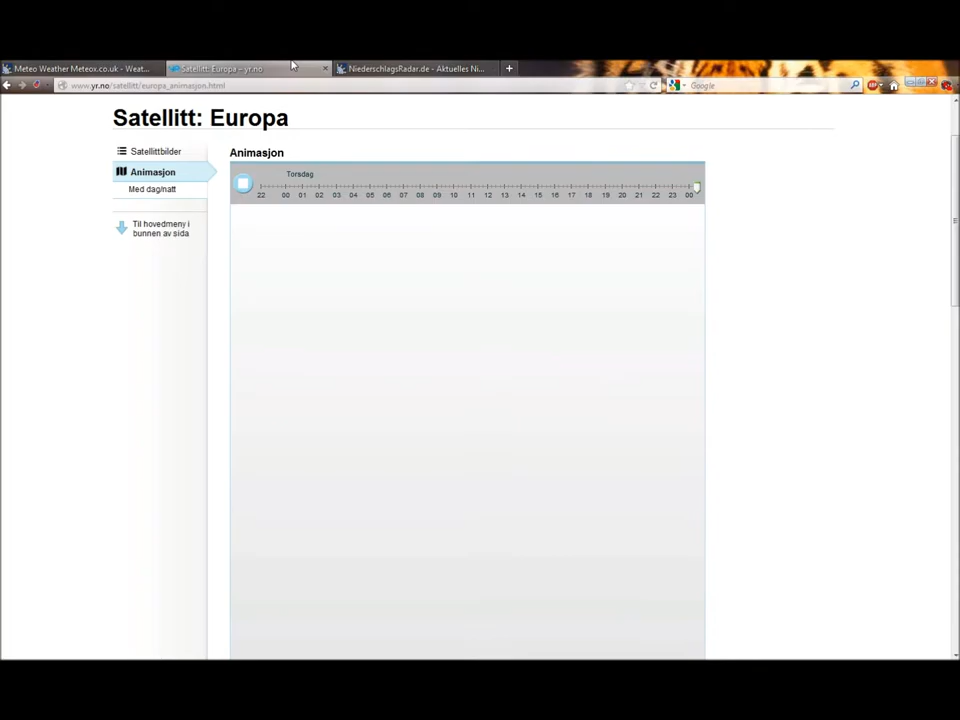 Meteo Weather Meteox.co.uk - Weat...
Satellitt: Europa – yr.no
NiederschlagsRadar.de - Aktuelles Ni...
www.yr.no/satellitt/europa_animasjon.html
Google
Satellitt: Europa
Satellittbilder
Animasjon
Med dag/natt
Til hovedmeny i
bunnen av sida
Animasjon
Torsdag
22 00 01 02 03 04 05 06 07 08 09 10 11 12 13 14 15 16 17 18 19 20 21 22 23 00